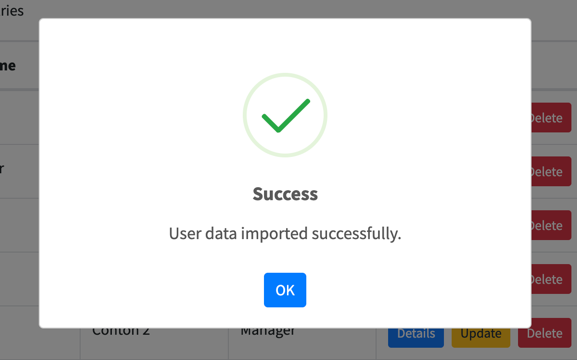 ries
me
Delete
r
Delete
Success
User data imported successfully.
Delete
OK
Delete
Conton 2
Manager
Details
Update
Delete